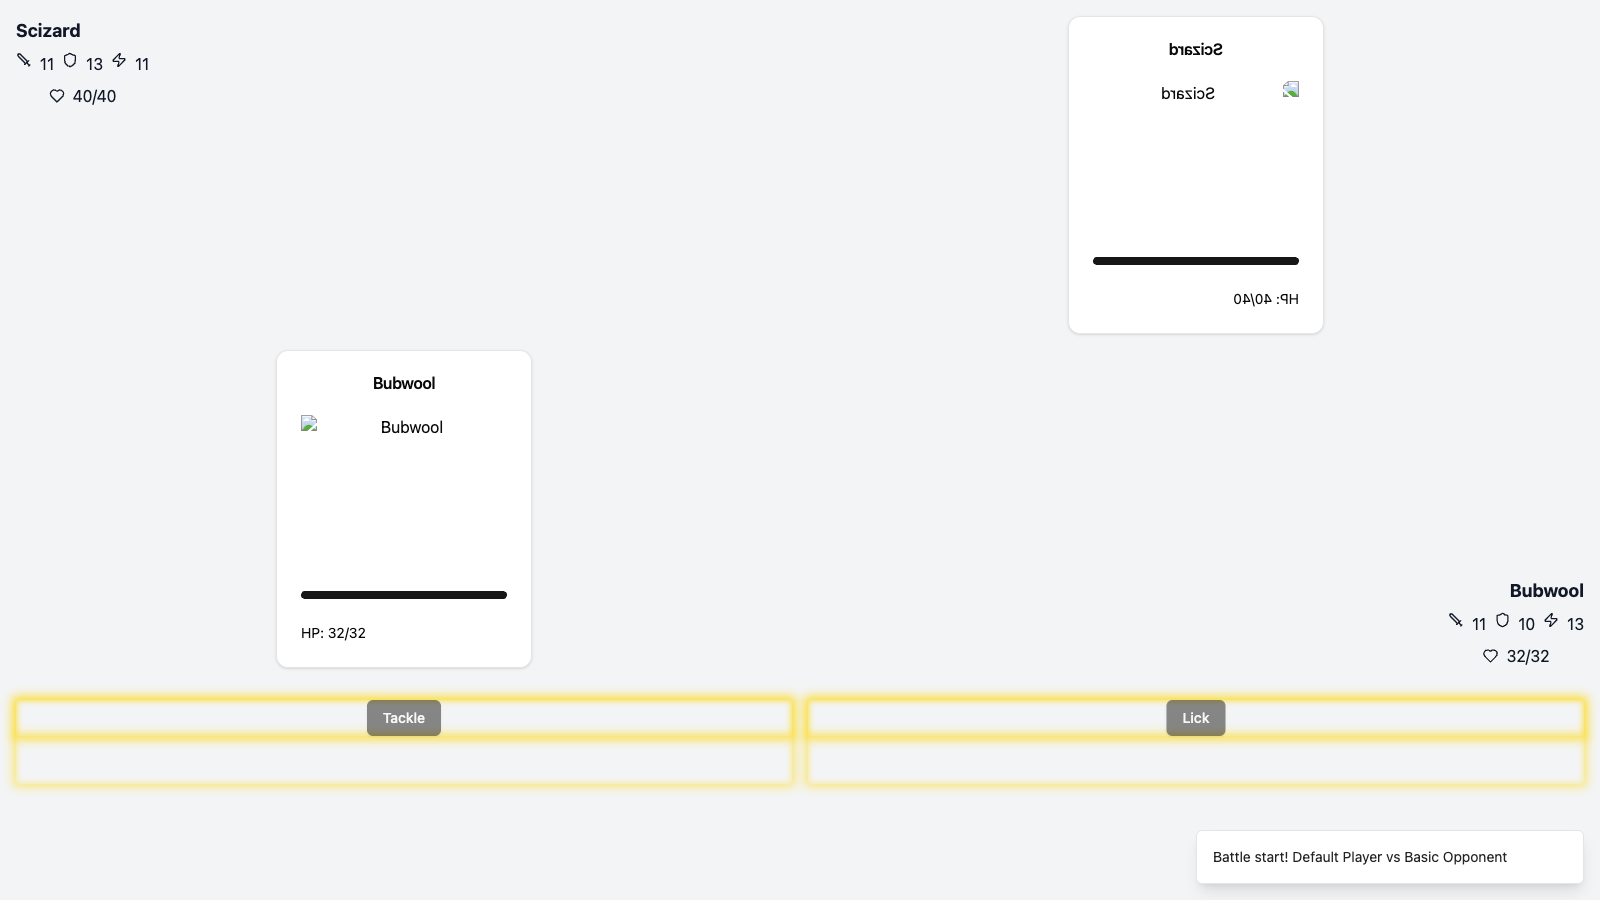 Scizard
11 13 11
40/40
Scizard
Scizard
HP: 40/40
Bubwool
Bubwool
HP: 32/32
Bubwool
11 10 13
32/32
Tackle
Lick
Battle start! Default Player vs Basic Opponent